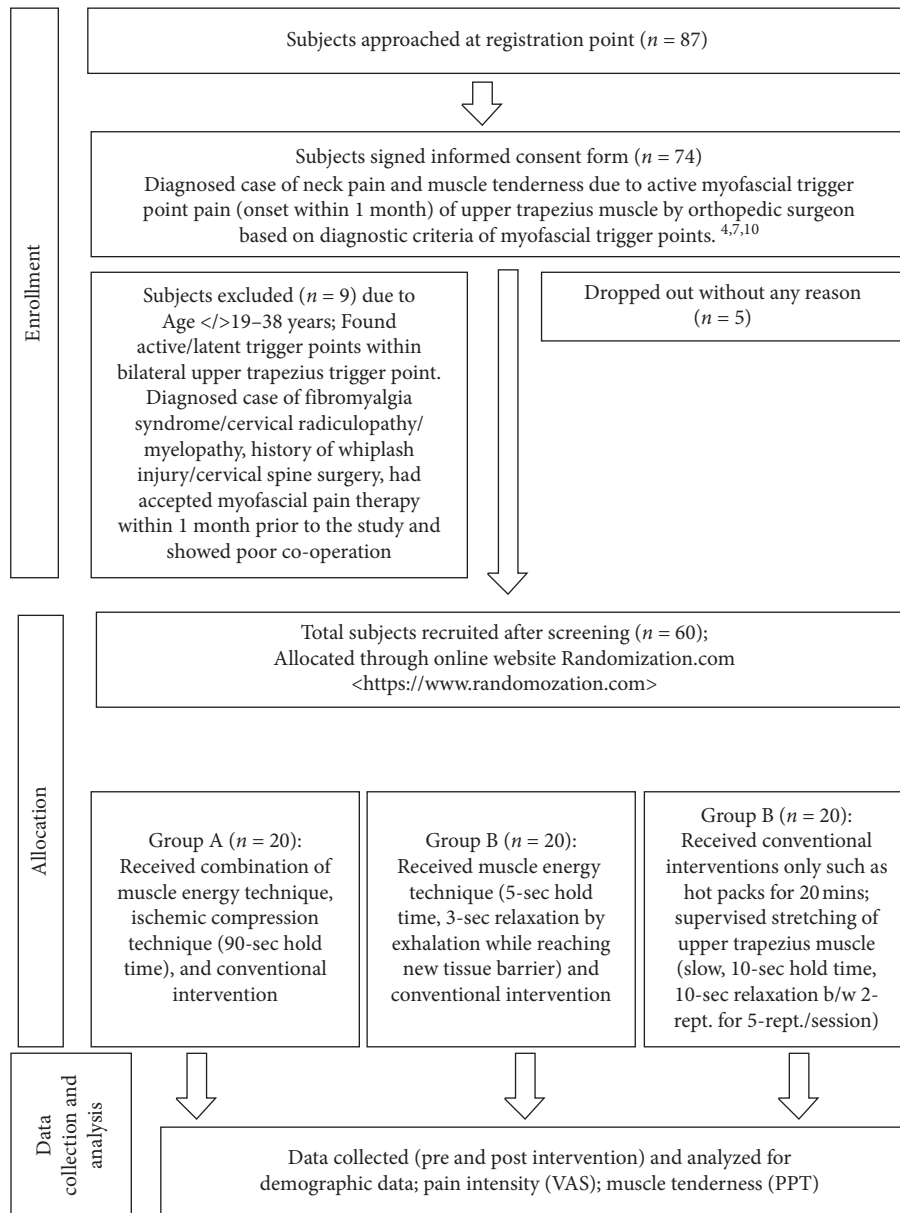 Enrollment
Subjects approached at registration point (n = 87)
Subjects signed informed consent form (n = 74)
Diagnosed case of neck pain and muscle tenderness due to active myofascial trigger
point pain (onset within 1 month) of upper trapezius muscle by orthopedic surgeon
based on diagnostic criteria of myofascial trigger points. 4,7,10
Subjects excluded (n = 9) due to
Age </>19–38 years; Found
active/latent trigger points within
bilateral upper trapezius trigger point.
Diagnosed case of fibromyalgia
syndrome/cervical radiculopathy/
myelopathy, history of whiplash
injury/cervical spine surgery, had
accepted myofascial pain therapy
within 1 month prior to the study and
showed poor co-operation
Dropped out without any reason
(n = 5)
Allocation
Total subjects recruited after screening (n = 60);
Allocated through online website Randomization.com
<https://www.randomozation.com>
Group A (n = 20):
Received combination of
muscle energy technique,
ischemic compression
technique (90-sec hold
time), and conventional
intervention
Group B (n = 20):
Received muscle energy
technique (5-sec hold
time, 3-sec relaxation by
exhalation while reaching
new tissue barrier) and
conventional intervention
Group B (n = 20):
Received conventional
interventions only such as
hot packs for 20 mins;
supervised stretching of
upper trapezius muscle
(slow, 10-sec hold time,
10-sec relaxation b/w 2-
rept. for 5-rept./session)
Data
collection and
analysis
Data collected (pre and post intervention) and analyzed for
demographic data; pain intensity (VAS); muscle tenderness (PPT)